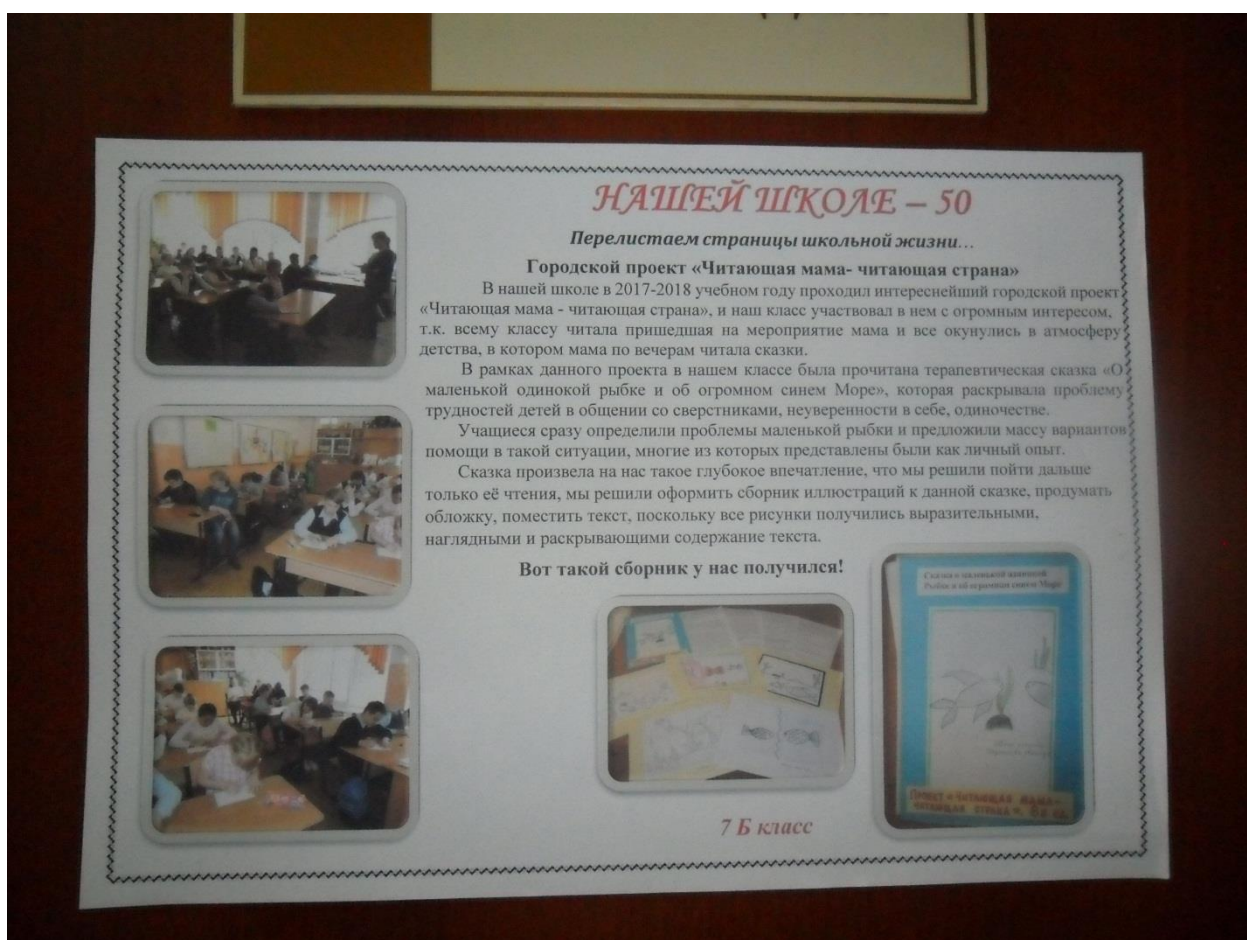 НАШЕЙ ШКОЛЕ – 50
Перелистаем страницы школьной жизни…
Городской проект «Читающая мама- читающая страна»
В нашей школе в 2017-2018 учебном году проходил интереснейший городской проект
«Читающая мама - читающая страна», и наш класс участвовал в нем с огромным интересом,
т.к. всему классу читала пришедшая на мероприятие мама и все окунулись в атмосферу
детства, в котором мама по вечерам читала сказки.
В рамках данного проекта в нашем классе была прочитана терапевтическая сказка «О
маленькой одинокой рыбке и об огромном синем Море», которая раскрывала проблему
трудностей детей в общении со сверстниками, неуверенности в себе, одиночестве.
Учащиеся сразу определили проблемы маленькой рыбки и предложили массу вариантов
помощи в такой ситуации, многие из которых представлены были как личный опыт.
Сказка произвела на нас такое глубокое впечатление, что мы решили пойти дальше
только её чтения, мы решили оформить сборник иллюстраций к данной сказке, продумать
обложку, поместить текст, поскольку все рисунки получились выразительными,
наглядными и раскрывающими содержание текста.
Вот такой сборник у нас получился!
Сказка о маленькой одинокой
Рыбке и об огромном синем Море
Проект «Читающая мама-
читающая страна».
7 Б класс